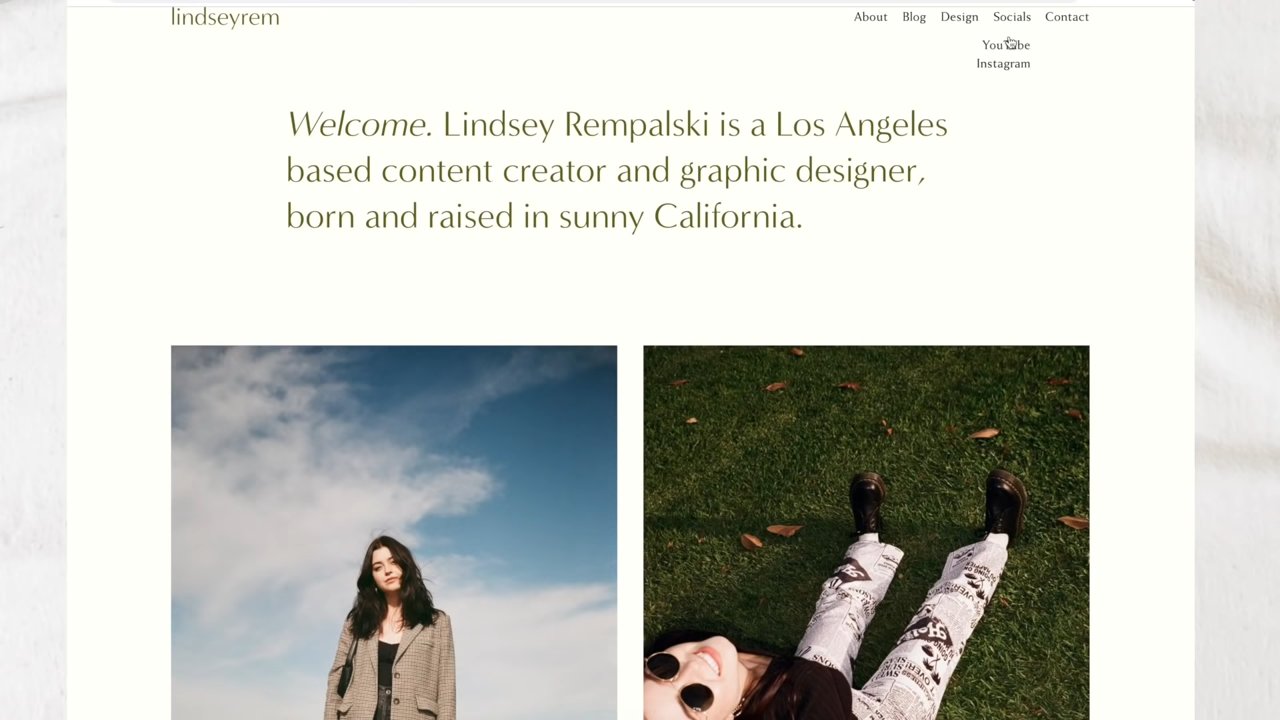 lindseyrem
About Blog Design Socials Contact
YouTube
Instagram
Welcome. Lindsey Rempalski is a Los Angeles
based content creator and graphic designer,
born and raised in sunny California.